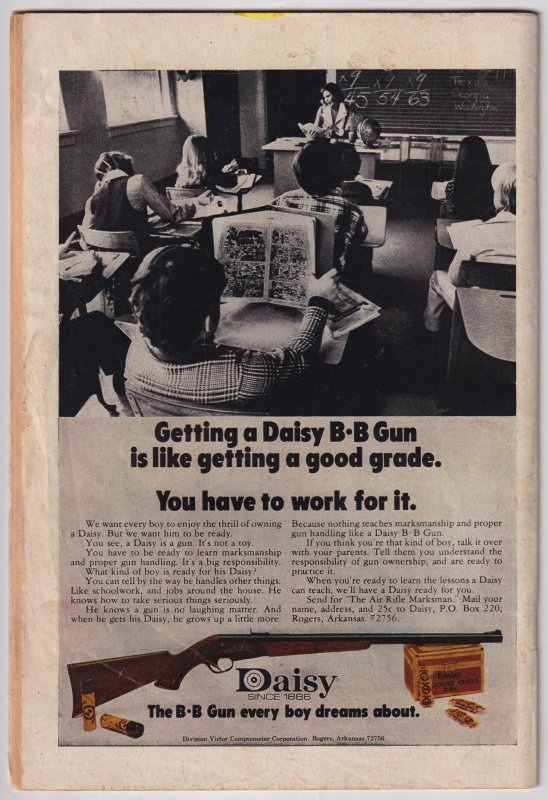 x9 x9 x9
45 54 63
Georgia
Washington
Getting a Daisy B·B Gun
is like getting a good grade.
You have to work for it.
We want every boy to enjoy the thrill of owning
a Daisy. But we want him to be ready.
You see, a Daisy is a gun. It's not a toy.
You have to be ready to learn marksmanship
and proper gun handling. It's a big responsibility.
What kind of boy is ready for his Daisy?
You can tell by the way he handles other things.
Like schoolwork, and jobs around the house. He
knows how to take serious things seriously.
He knows a gun is no laughing matter. And
when he gets his Daisy, he grows up a little more.
Because nothing teaches marksmanship and proper
gun handling like a Daisy B·B Gun.
If you think you're that kind of boy, talk it over
with your parents. Tell them you understand the
responsibility of gun ownership, and are ready to
practice it.
When you're ready to learn the lessons a Daisy
can teach, we'll have a Daisy ready for you.
Send for "The Air Rifle Marksman." Mail your
name, address, and 25c to Daisy, P.O. Box 220,
Rogers, Arkansas 72756.
Daisy
SINCE 1886
Daisy
The B·B Gun every boy dreams about.
Division Victor Comptometer Corporation. Rogers, Arkansas 72756